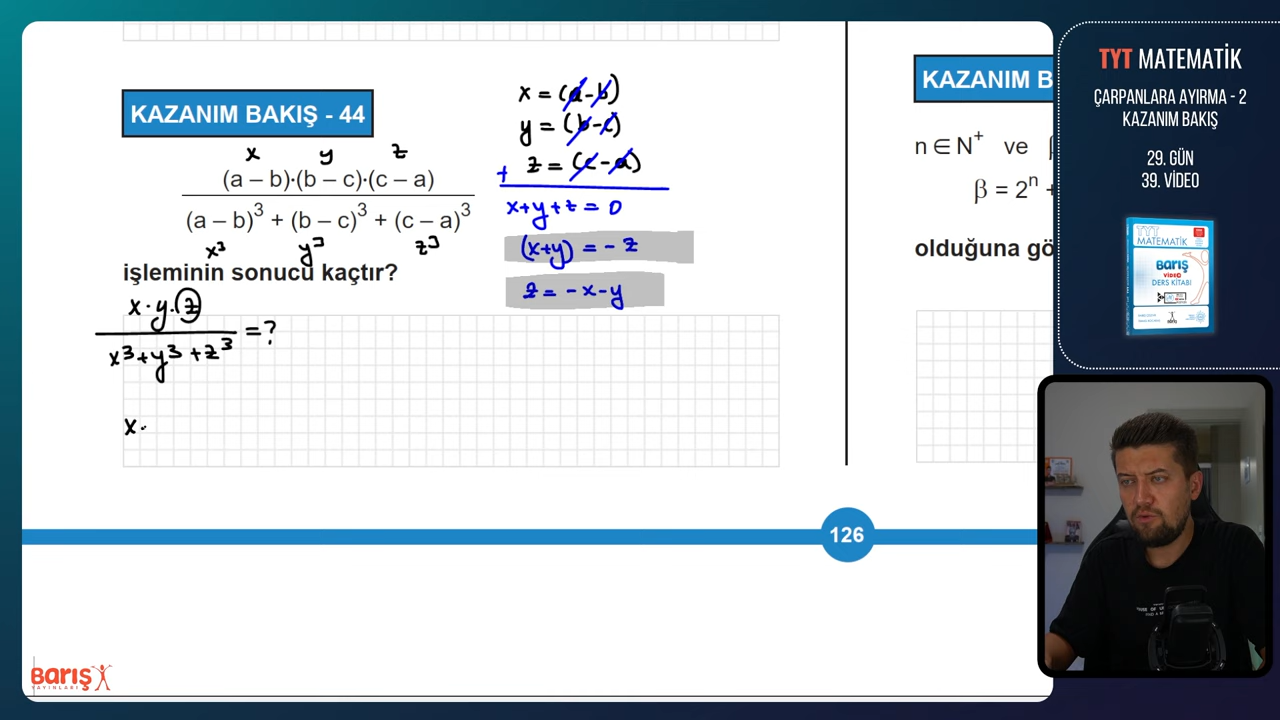 KAZANIM BAKIŞ - 44
x y z
(a – b)·(b – c)·(c – a)
(a – b)³ + (b – c)³ + (c – a)³
x³ y³ z³
işleminin sonucu kaçtır?
x·y·z
x³+y³+z³
=?
x·
x = (a-b)
y = (b-c)
+ z = (c-a)
x+y+z = 0
(x+y) = -z
z = -x-y
KAZANIM B
n ∈ N⁺ ve
β = 2ⁿ +
olduğuna gö
126
BARIŞ
YAYINLARI
TYT MATEMATİK
ÇARPANLARA AYIRMA - 2
KAZANIM BAKIŞ
29. GÜN
39. VİDEO
TYT
MATEMATİK
BARIŞ
VİDEO
DERS KİTABI